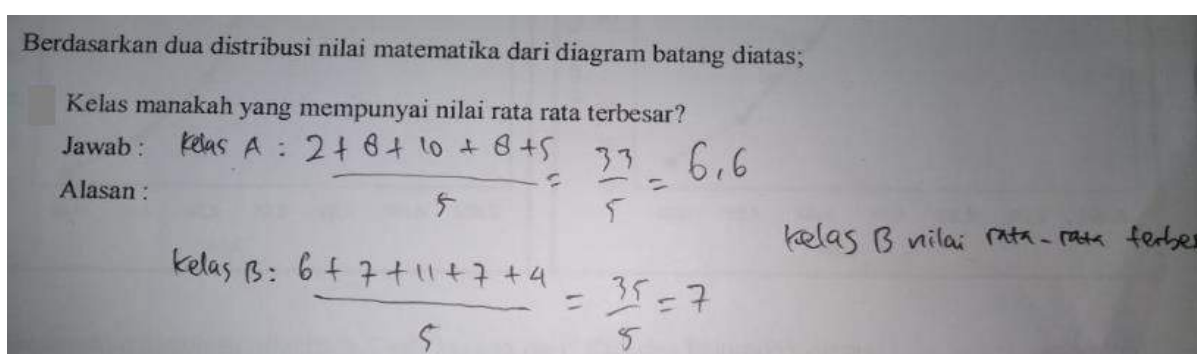 Berdasarkan dua distribusi nilai matematika dari diagram batang diatas;
Kelas manakah yang mempunyai nilai rata rata terbesar?
Jawab : Kelas A : 2 + 8 + 10 + 8 + 5 / 5 = 33 / 5 = 6,6
Alasan :
Kelas B nilai rata-rata terbes
Kelas B : 6 + 7 + 11 + 7 + 4 / 5 = 35 / 5 = 7